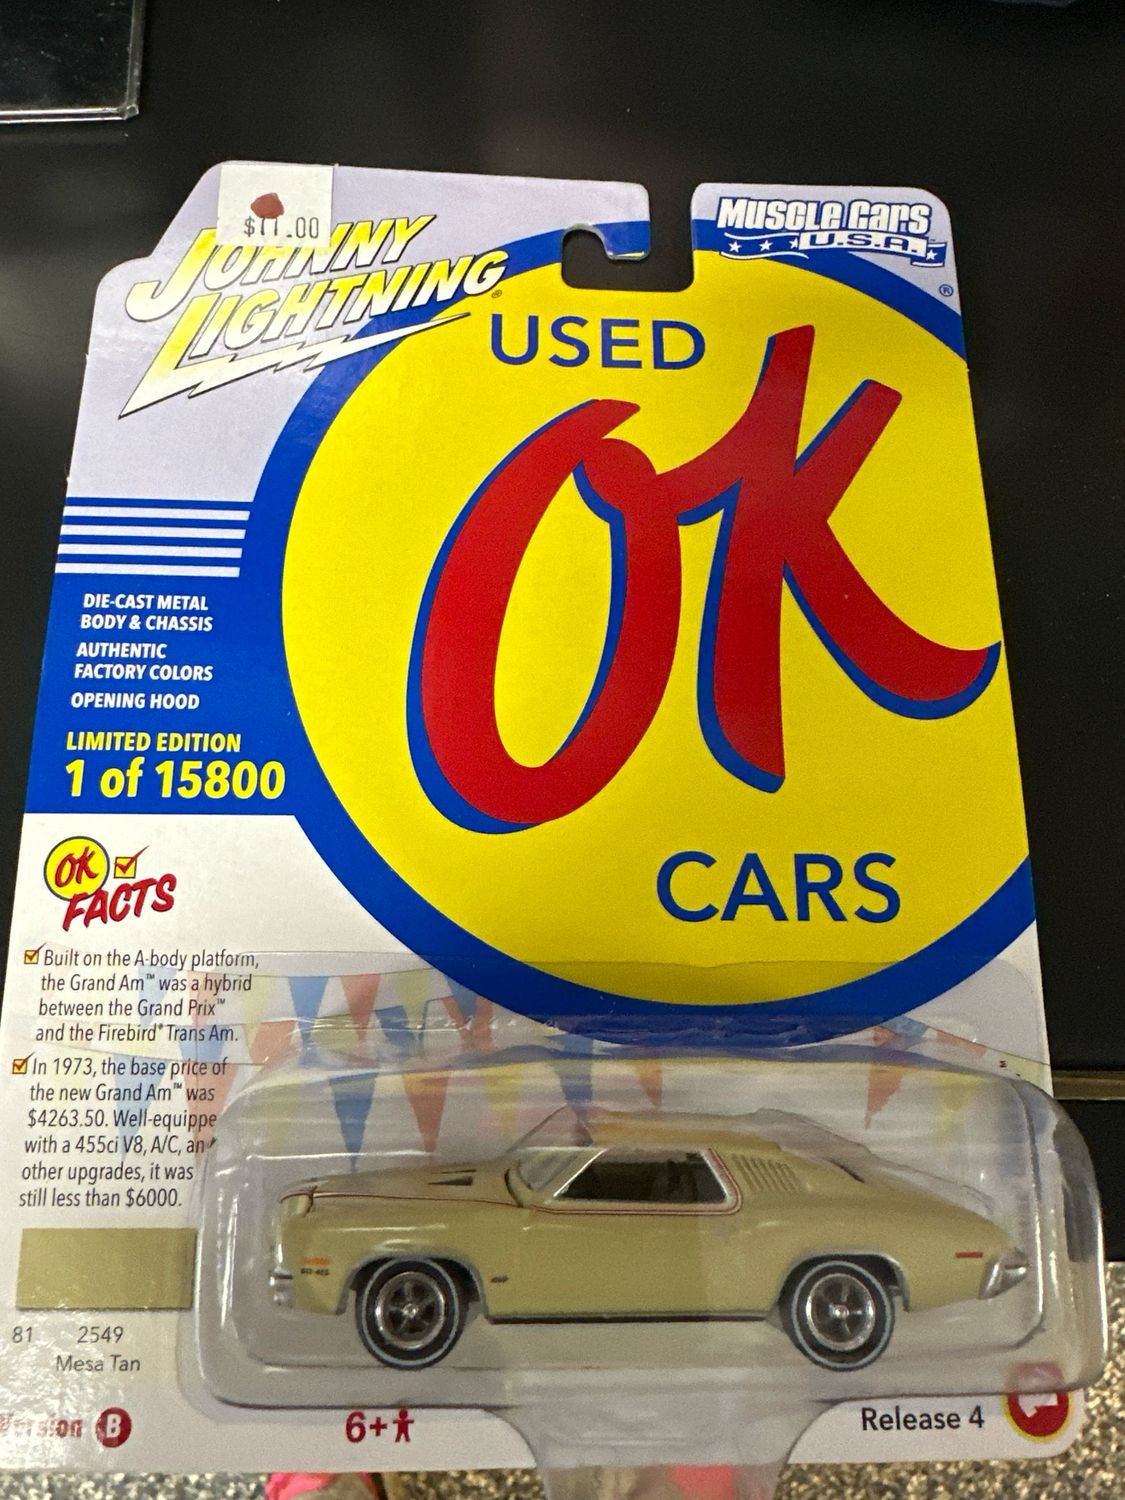 $11.00
JOHNNY
LIGHTNING®
MUSCLE CARS
U.S.A.™
®
USED
OK
CARS
DIE-CAST METAL
BODY & CHASSIS
AUTHENTIC
FACTORY COLORS
OPENING HOOD
LIMITED EDITION
1 of 15800
OK
FACTS
Built on the A-body platform,
the Grand Am™ was a hybrid
between the Grand Prix™
and the Firebird® Trans Am.
In 1973, the base price of
the new Grand Am™ was
$4263.50. Well-equippe
with a 455ci V8, A/C, an
other upgrades, it was
still less than $6000.
81 2549
Mesa Tan
Version B
6+
Release 4